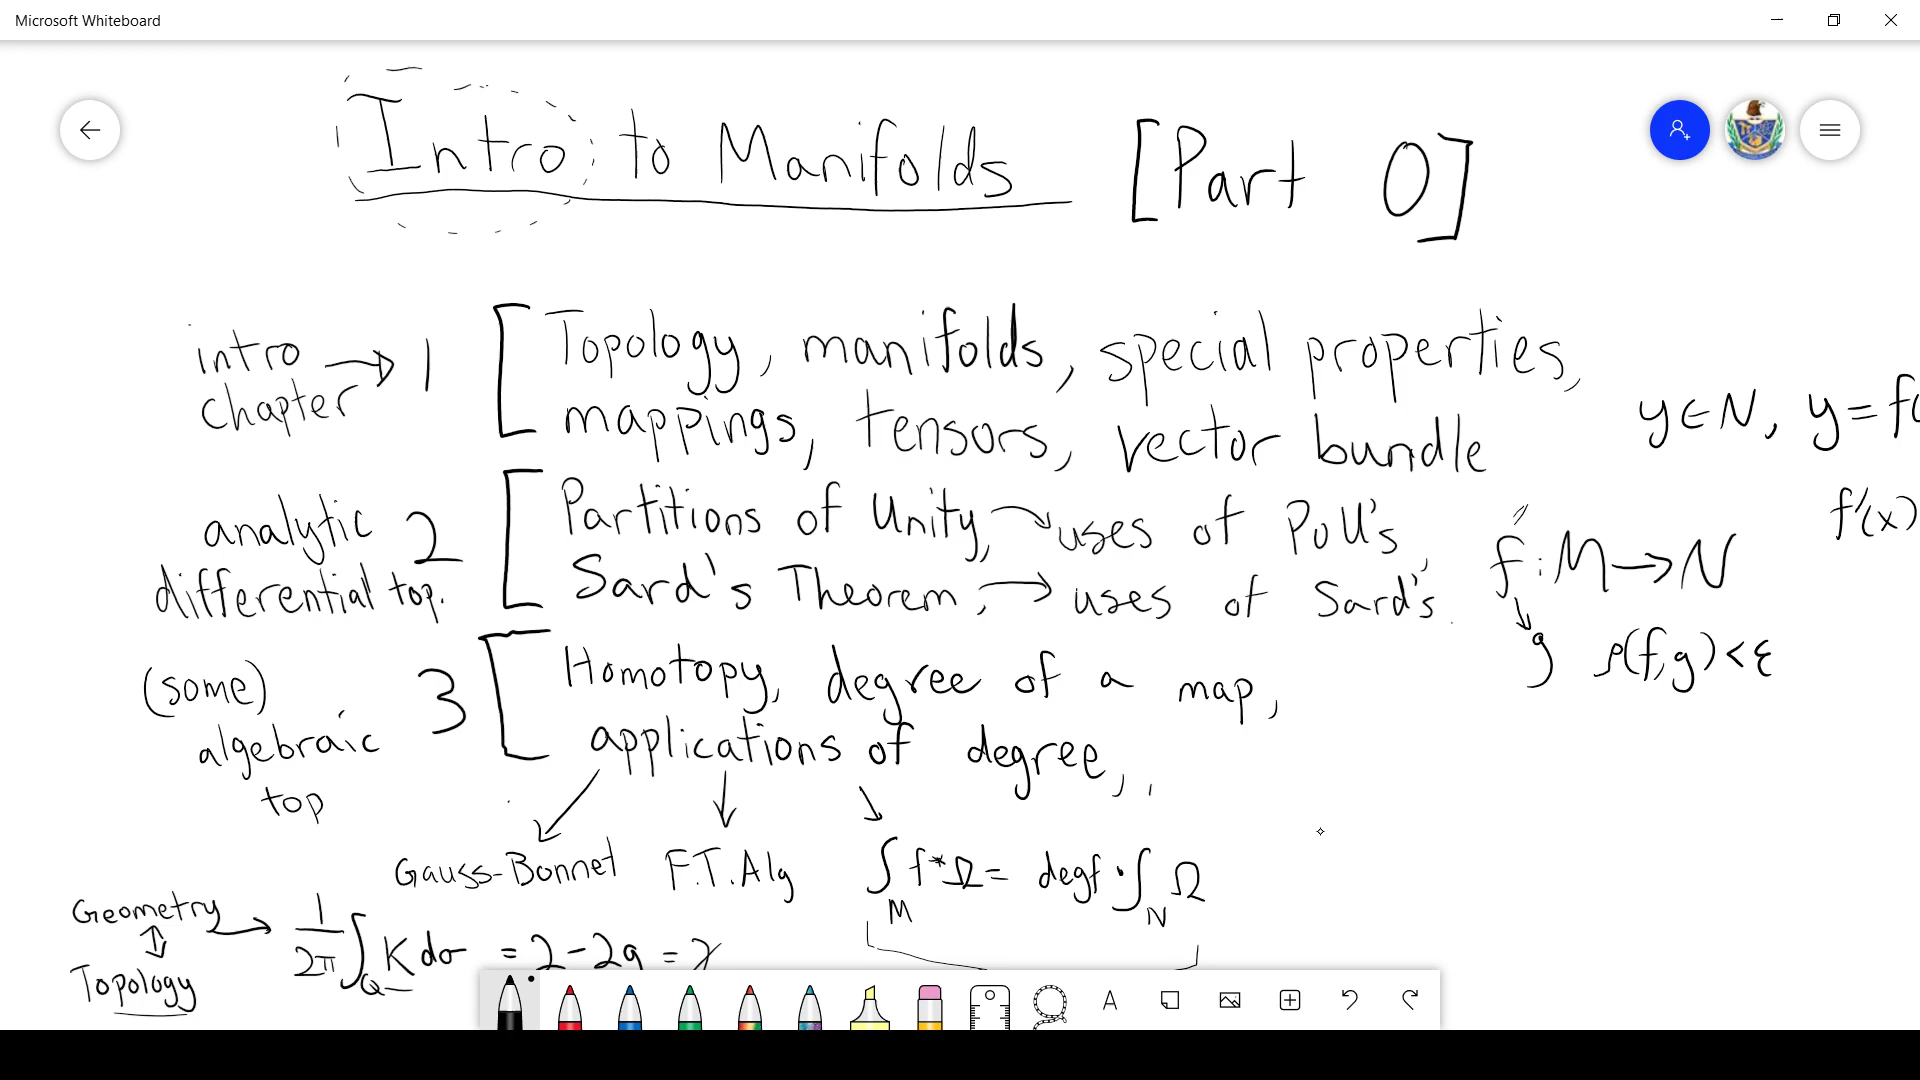 Microsoft Whiteboard
Intro to Manifolds [Part 0]
intro chapter → 1 [Topology, manifolds, special properties,
mappings, tensors, vector bundle
y∈N, y=f(
f'(x)
analytic differential top. 2 [Partitions of Unity, → uses of PoU's,
Sard's Theorem, → uses of Sard's.
f: M → N
g ρ(f,g)<ε
(some) algebraic top 3 [Homotopy, degree of a map,
applications of degree,
Gauss-Bonnet F.T.Alg ∫_M f*Ω = deg f · ∫_N Ω
Geometry → 1/2π ∫ K dσ = 2-2g = χ
↕
Topology
A